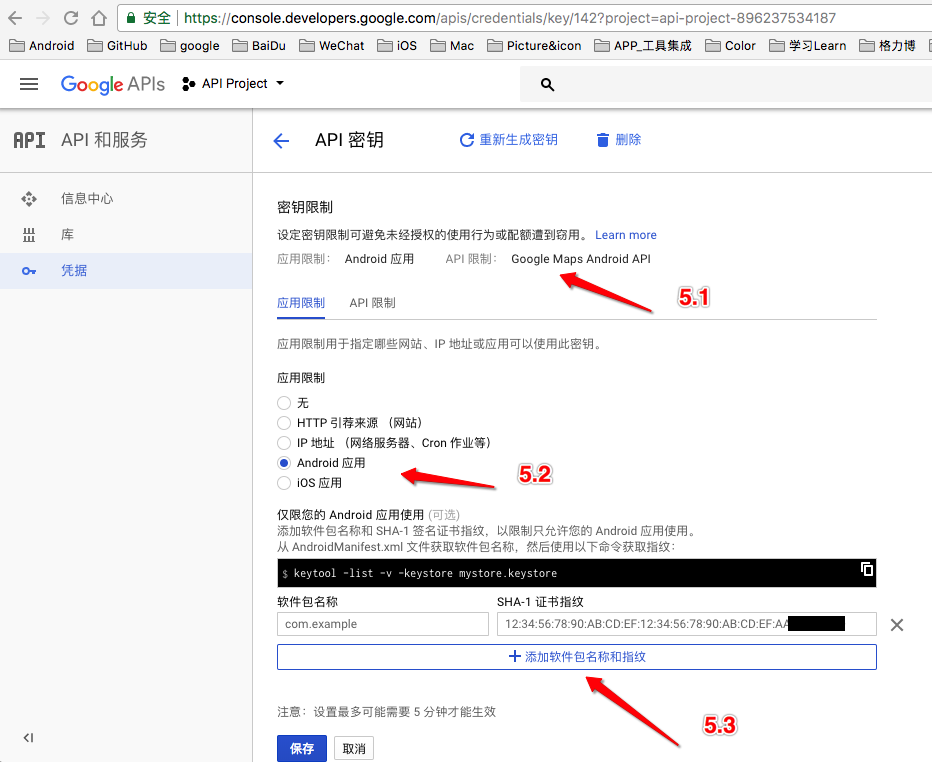 安全 https://console.developers.google.com/apis/credentials/key/142?project=api-project-896237534187
Android GitHub google BaiDu WeChat iOS Mac Picture&icon APP_工具集成 Color 学习Learn 格力博
Google APIs API Project
API API 和服务
API 密钥 重新生成密钥 删除
信息中心
库
凭据
密钥限制
设定密钥限制可避免未经授权的使用行为或配额遭到窃用。 Learn more
应用限制： Android 应用 API 限制： Google Maps Android API
5.1
应用限制 API 限制
应用限制用于指定哪些网站、IP 地址或应用可以使用此密钥。
应用限制
无
HTTP 引荐来源 （网站）
IP 地址 （网络服务器、Cron 作业等）
Android 应用
5.2
iOS 应用
仅限您的 Android 应用使用 (可选)
添加软件包名称和 SHA-1 签名证书指纹，以限制只允许您的 Android 应用使用。
从 AndroidManifest.xml 文件获取软件包名称，然后使用以下命令获取指纹：
$ keytool -list -v -keystore mystore.keystore
软件包名称 SHA-1 证书指纹
com.example 12:34:56:78:90:AB:CD:EF:12:34:56:78:90:AB:CD:EF:AA
+ 添加软件包名称和指纹
5.3
注意：设置最多可能需要 5 分钟才能生效
保存 取消